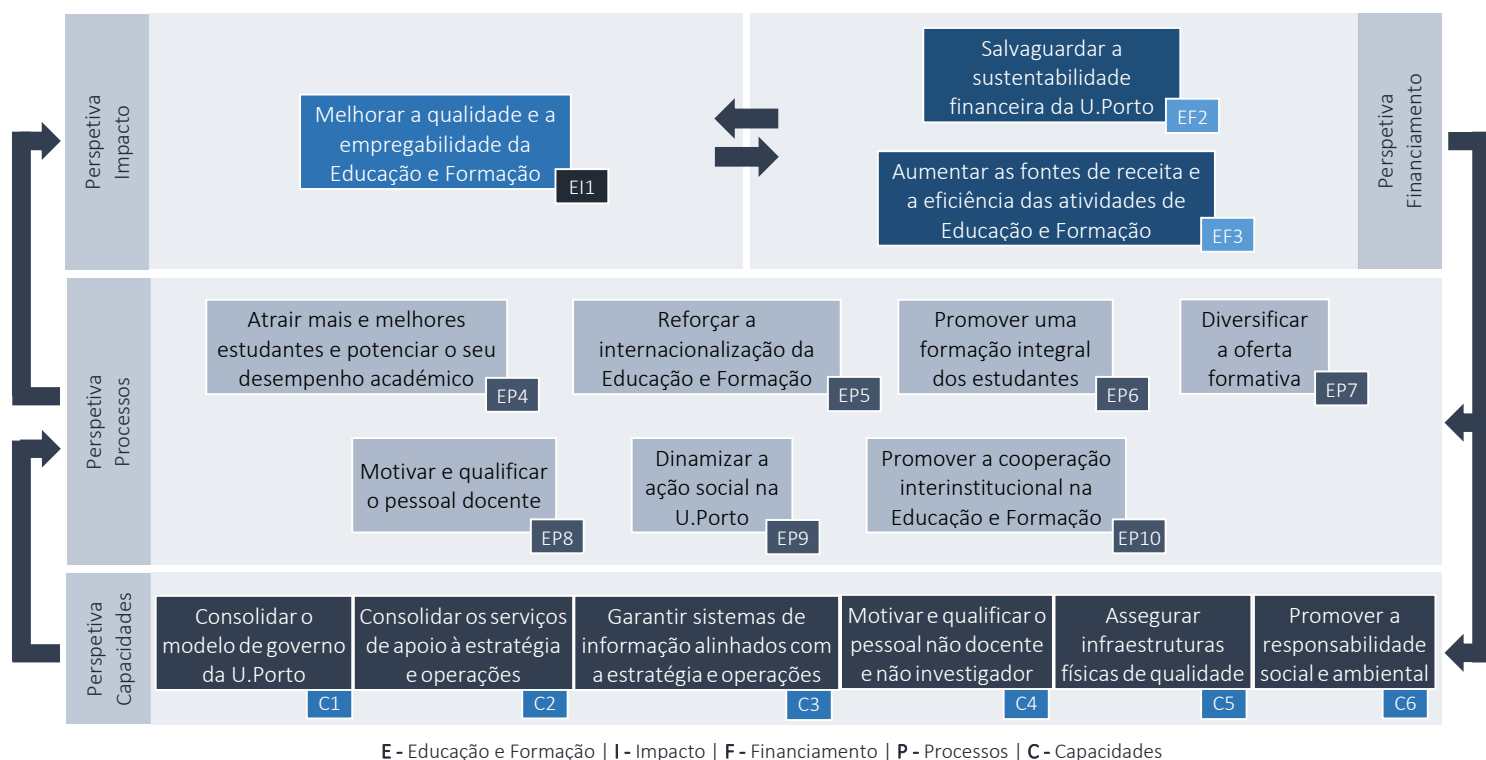 Perspetiva
Impacto
Melhorar a qualidade e a
empregabilidade da
Educação e Formação
EI1
Salvaguardar a
sustentabilidade
financeira da U.Porto
EF2
Aumentar as fontes de receita e
a eficiência das atividades de
Educação e Formação
EF3
Perspetiva
Financiamento
Perspetiva
Processos
Atrair mais e melhores
estudantes e potenciar o seu
desempenho académico
EP4
Reforçar a
internacionalização da
Educação e Formação
EP5
Promover uma
formação integral
dos estudantes
EP6
Diversificar
a oferta
formativa
EP7
Motivar e qualificar
o pessoal docente
EP8
Dinamizar a
ação social na
U.Porto
EP9
Promover a cooperação
interinstitucional na
Educação e Formação
EP10
Perspetiva
Capacidades
Consolidar o
modelo de governo
da U.Porto
C1
Consolidar os serviços
de apoio à estratégia
e operações
C2
Garantir sistemas de
informação alinhados com
a estratégia e operações
C3
Motivar e qualificar o
pessoal não docente
e não investigador
C4
Assegurar
infraestruturas
físicas de qualidade
C5
Promover a
responsabilidade
social e ambiental
C6
E - Educação e Formação | I - Impacto | F - Financiamento | P - Processos | C - Capacidades